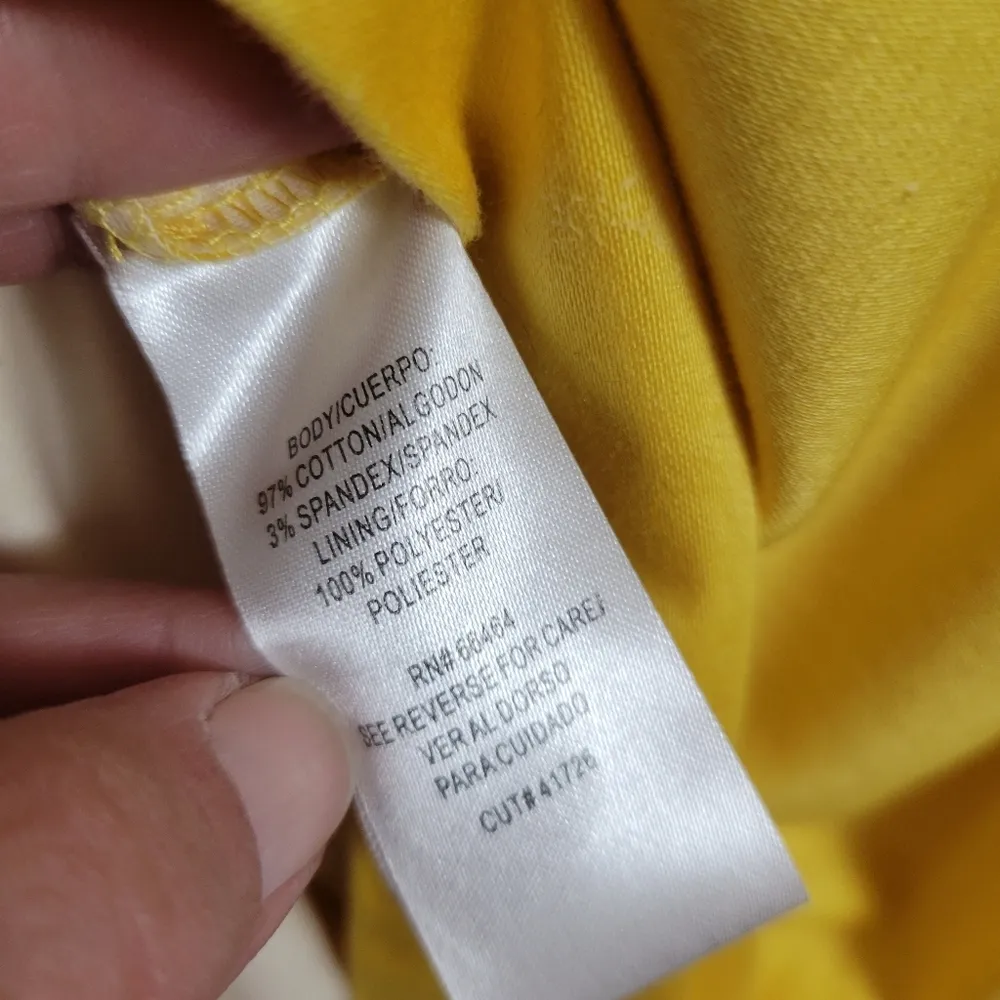 BODY/CUERPO:
97% COTTON/ALGODON
3% SPANDEX/SPANDEX
LINING/FORRO:
100% POLYESTER/
POLIESTER
RN# 66464
SEE REVERSE FOR CARE/
VER AL DORSO
PARA CUIDADO
CUT# 41726